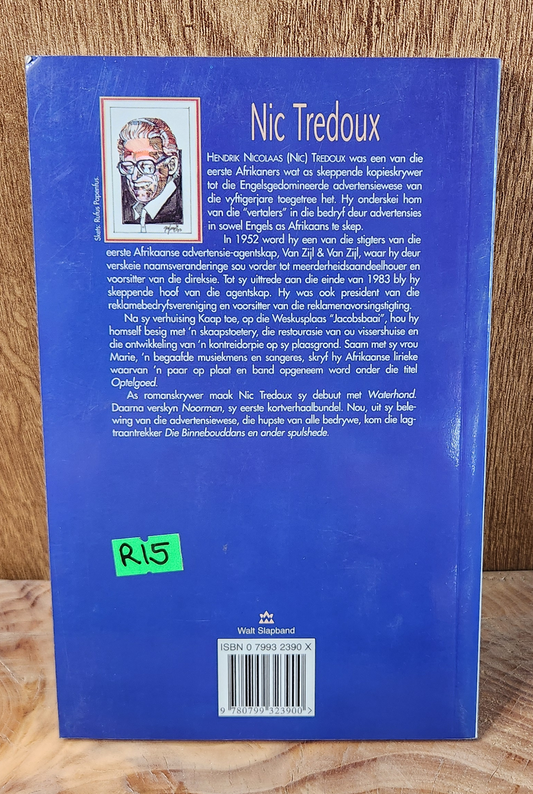 Nic Tredoux
HENDRIK NICOLAAS (NIC) TREDOUX was een van die
eerste Afrikaners wat as skeppende kopieskrywer
tot die Engelsgedomineerde advertensiewese van
die vyftigerjare toegetree het. Hy onderskei hom
van die "vertalers" in die bedryf deur advertensies
in sowel Engels as Afrikaans te skep.
In 1952 word hy een van die stigters van die
eerste Afrikaanse advertensie-agentskap, Van Zijl & Van Zijl, waar hy deur
verskeie naamsveranderinge sou vorder tot meerderheidsaandeelhouer en
voorsitter van die direksie. Tot sy uittrede aan die einde van 1983 bly hy
skeppende hoof van die agentskap. Hy was ook president van die
reklamebedryfsvereniging en voorsitter van die reklamenavorsingstigting.
Na sy verhuising Kaap toe, op die Weskusplaas "Jacobsbaai", hou hy
homself besig met 'n skaapstoetery, die restourasie van ou vissershuise en
die ontwikkeling van 'n kontreidorpie op sy plaasgrond. Saam met sy vrou
Marie, 'n begaafde musiekmens en sangeres, skryf hy Afrikaanse lirieke
waarvan 'n paar op plaat en band opgeneem word onder die titel
Optelgoed.
As romanskrywer maak Nic Tredoux sy debuut met Waterhond.
Daarna verskyn Noorman, sy eerste kortverhaalbundel. Nou, uit sy bele-
wing van die advertensiewese, die hupste van alle bedrywe, kom die lag-
traantrekker Die Binnebouddans en ander spulshede.
Skets: Rufus Papenfus.
R15
Walt Slapband
ISBN 0 7993 2390 X
9 780799 323900 >